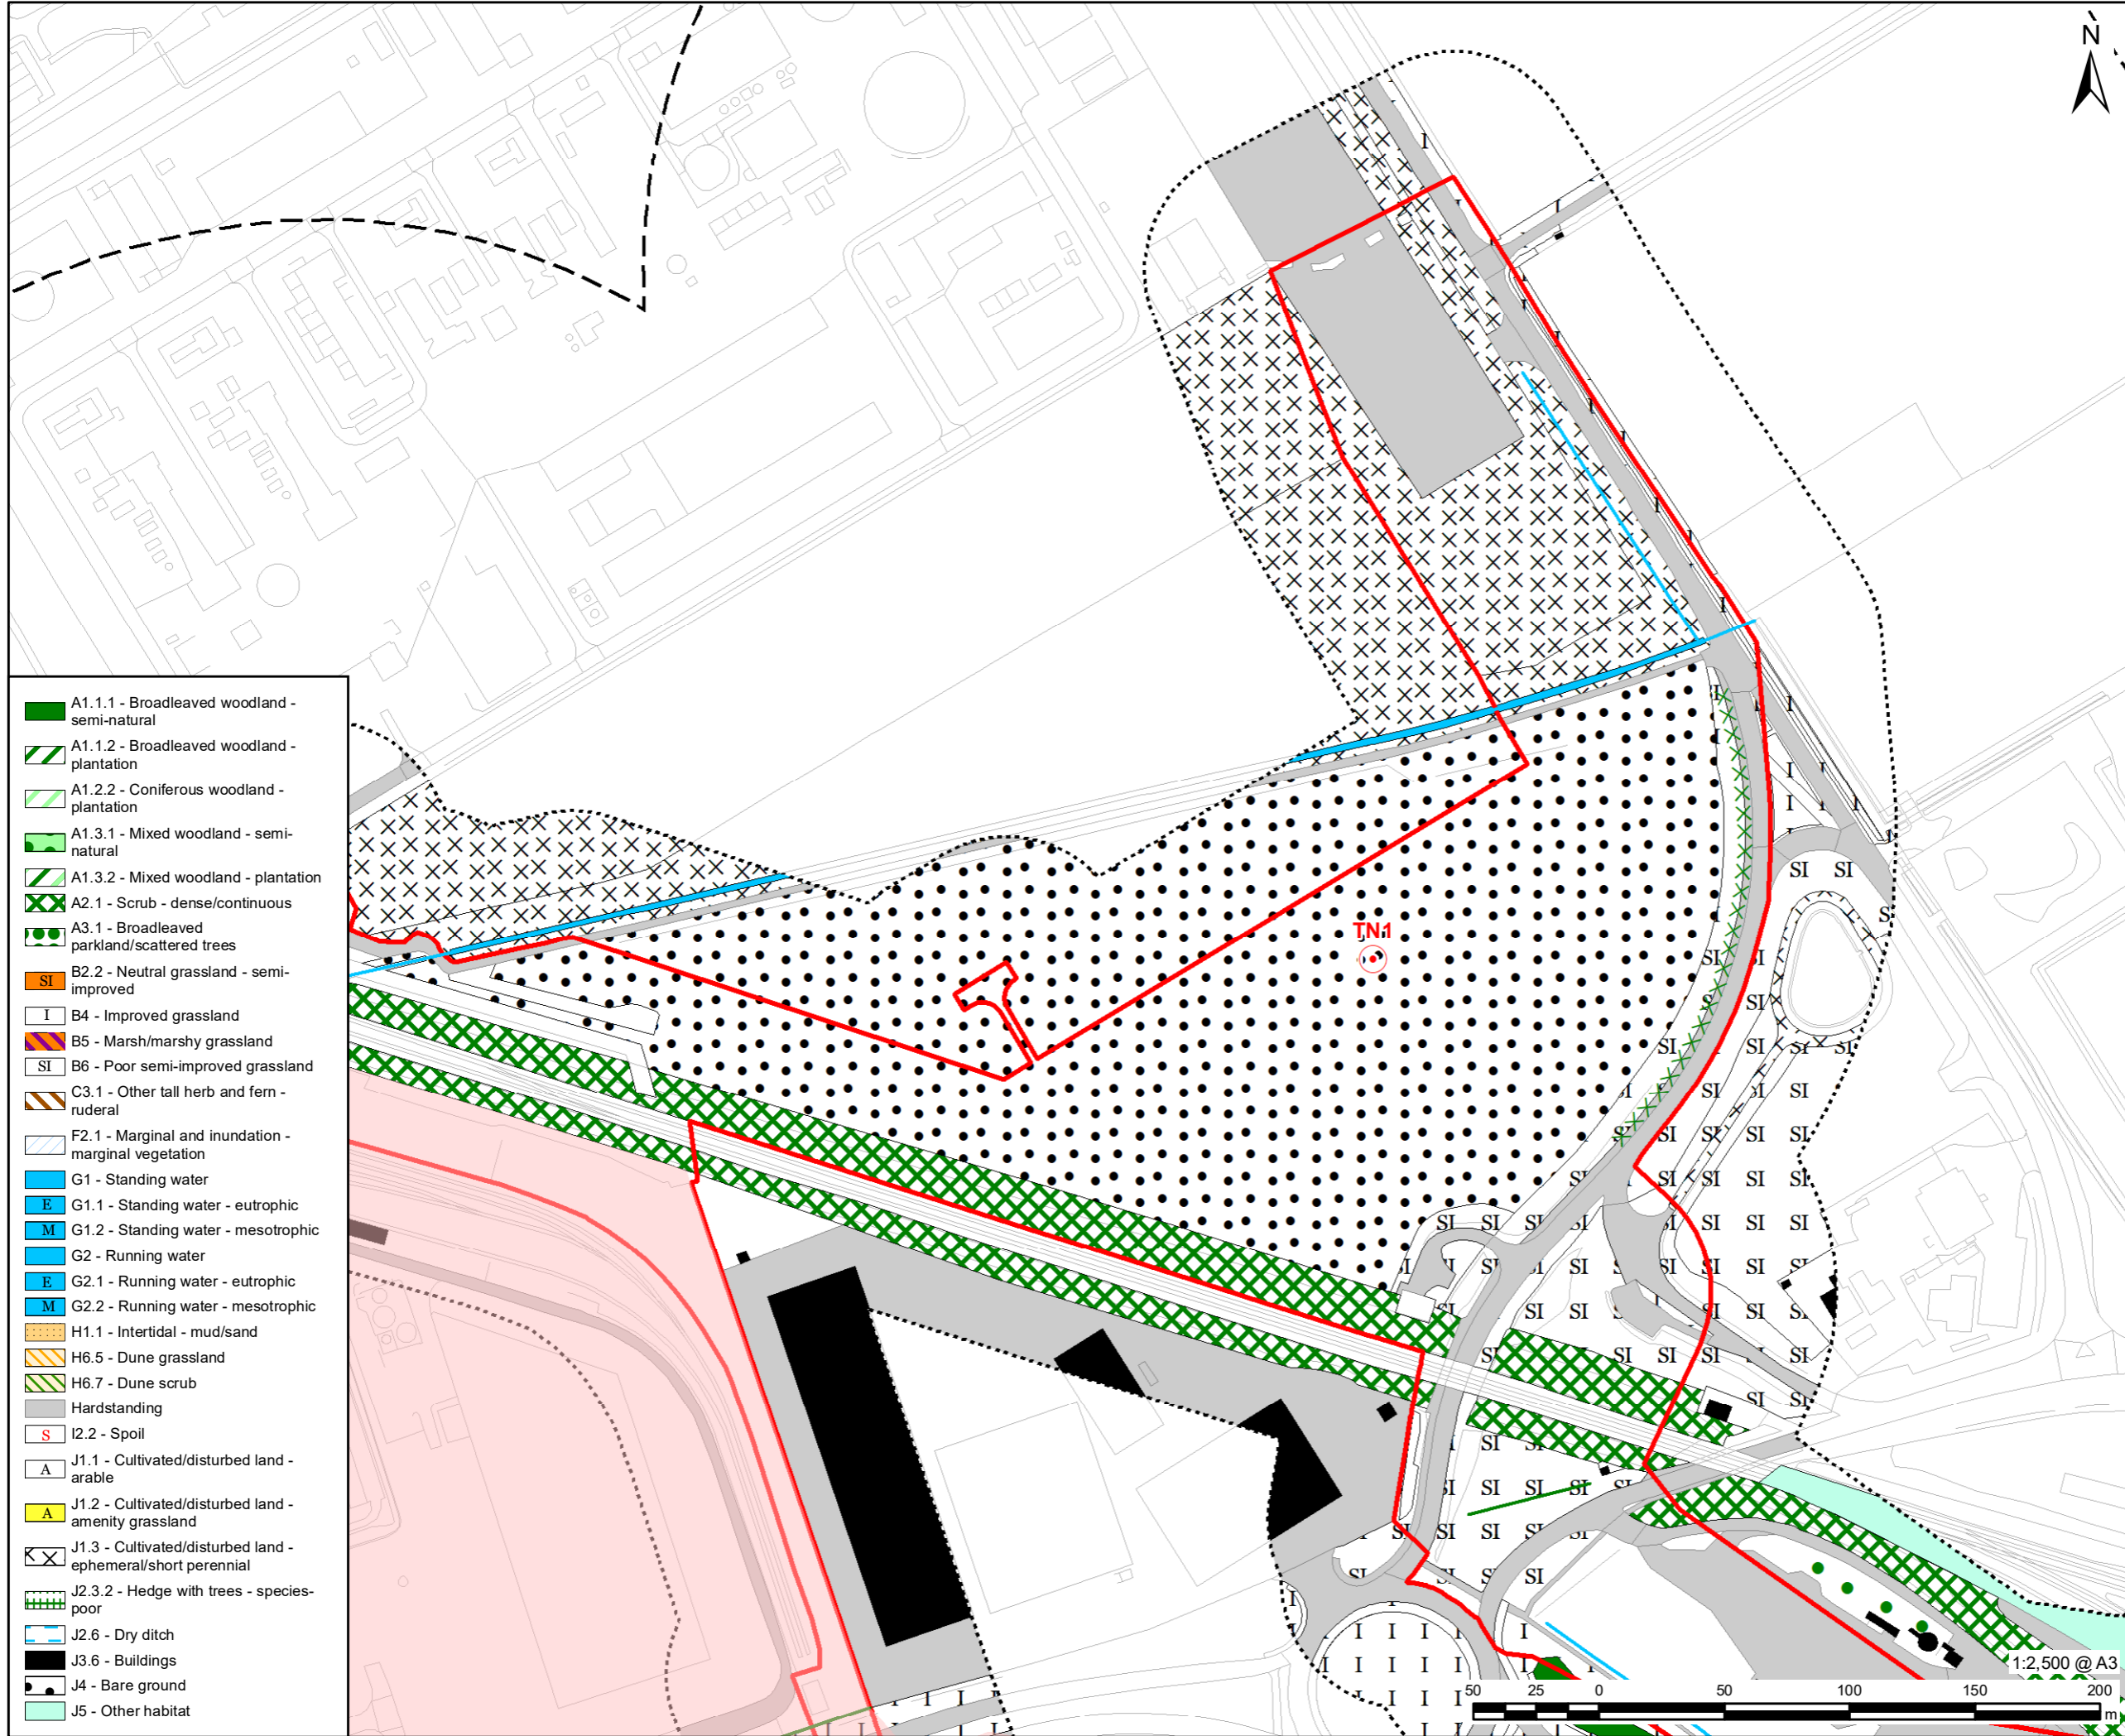 N
TN1
A1.1.1 - Broadleaved woodland -
semi-natural
A1.1.2 - Broadleaved woodland -
plantation
A1.2.2 - Coniferous woodland -
plantation
A1.3.1 - Mixed woodland - semi-
natural
A1.3.2 - Mixed woodland - plantation
A2.1 - Scrub - dense/continuous
A3.1 - Broadleaved
parkland/scattered trees
SI B2.2 - Neutral grassland - semi-
improved
I B4 - Improved grassland
B5 - Marsh/marshy grassland
SI B6 - Poor semi-improved grassland
C3.1 - Other tall herb and fern -
ruderal
F2.1 - Marginal and inundation -
marginal vegetation
G1 - Standing water
E G1.1 - Standing water - eutrophic
M G1.2 - Standing water - mesotrophic
G2 - Running water
E G2.1 - Running water - eutrophic
M G2.2 - Running water - mesotrophic
H1.1 - Intertidal - mud/sand
H6.5 - Dune grassland
H6.7 - Dune scrub
Hardstanding
S I2.2 - Spoil
A J1.1 - Cultivated/disturbed land -
arable
A J1.2 - Cultivated/disturbed land -
amenity grassland
J1.3 - Cultivated/disturbed land -
ephemeral/short perennial
J2.3.2 - Hedge with trees - species-
poor
J2.6 - Dry ditch
J3.6 - Buildings
J4 - Bare ground
J5 - Other habitat
1:2,500 @ A3
50 25 0 50 100 150 200
m